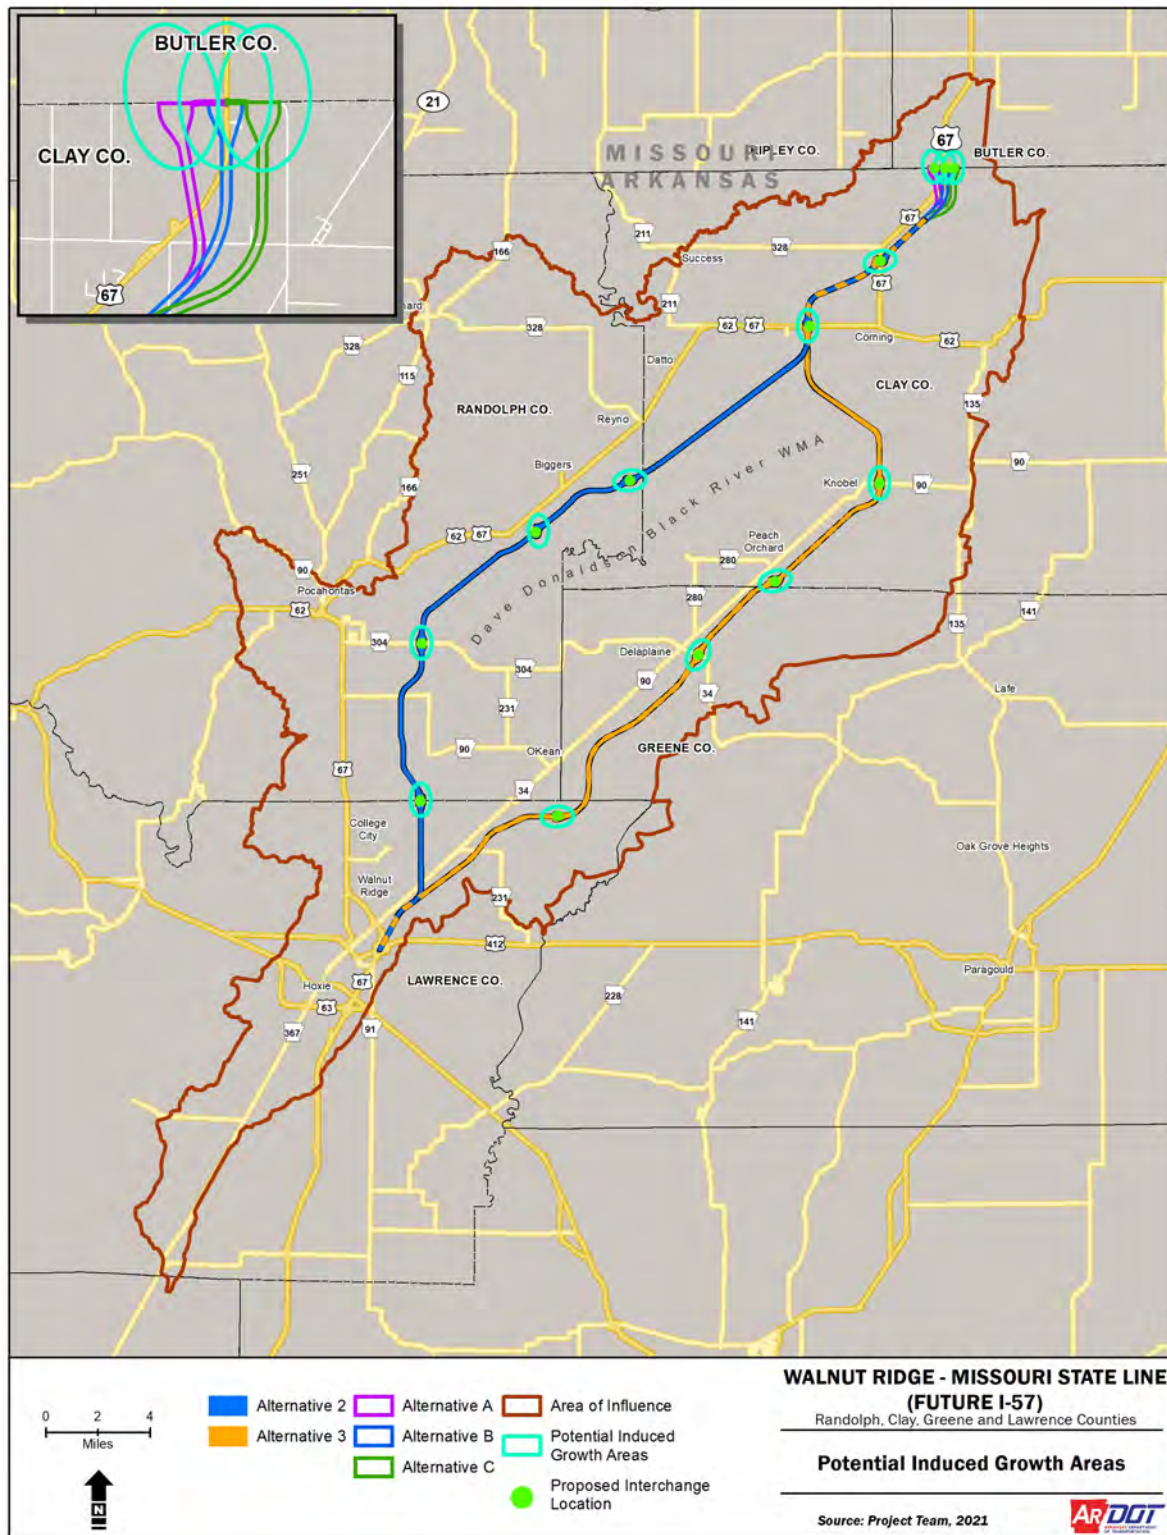 BUTLER CO.
CLAY CO.
67
21
MISSOURI
RIPLEY CO.
67
BUTLER CO.
ARKANSAS
67
166
211
328
Success
67
211
hard
328
62
67
Corning
62
328
Datto
115
CLAY CO.
RANDOLPH CO.
135
Reyno
251
Biggers
90
166
Knobel
90
Dave Donaldson Black River WMA
62
67
Peach
Orchard
280
90
Pocahontas
62
280
141
135
304
Delaplaine
304
90
34
Lafe
231
90
OKean
GREENE CO.
67
34
College
City
Oak Grove Heights
Walnut
Ridge
231
412
67
LAWRENCE CO.
Paragould
Hoxie
63
228
367
91
141
0 2 4
Miles
N
Alternative 2
Alternative 3
Alternative A
Alternative B
Alternative C
Area of Influence
Potential Induced
Growth Areas
Proposed Interchange
Location
WALNUT RIDGE - MISSOURI STATE LINE
(FUTURE I-57)
Randolph, Clay, Greene and Lawrence Counties
Potential Induced Growth Areas
Source: Project Team, 2021
ARDOT
ARKANSAS DEPARTMENT
OF TRANSPORTATION